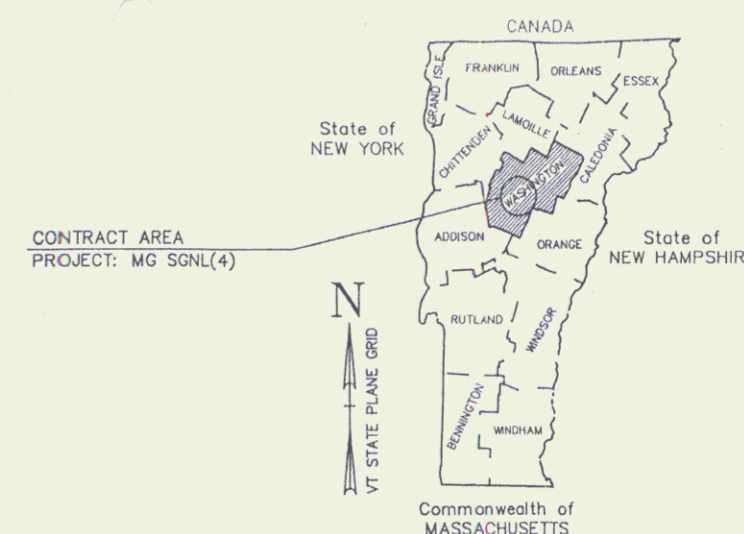 CANADA
FRANKLIN
ORLEANS
ESSEX
GRAND ISLE
LAMOILLE
State of
NEW YORK
CHITTENDEN
CALEDONIA
WASHINGTON
CONTRACT AREA
PROJECT: MG SGNL(4)
ADDISON
ORANGE
State of
NEW HAMPSHIR
N
VT STATE PLANE GRID
RUTLAND
WINDSOR
BENNINGTON
WINDHAM
Commonwealth of
MASSACHUSETTS